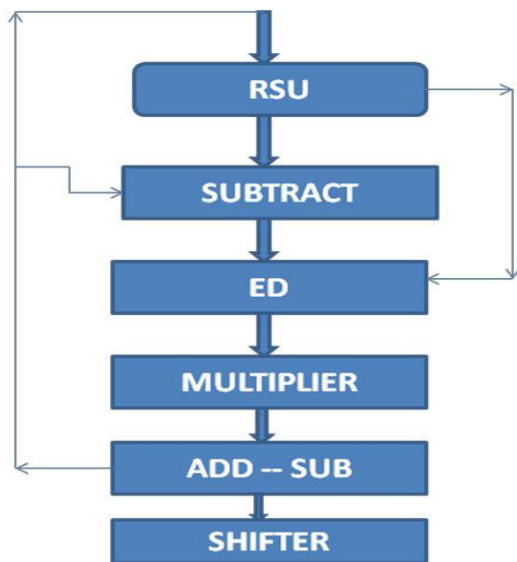 RSU
SUBTRACT
ED
MULTIPLIER
ADD -- SUB
SHIFTER